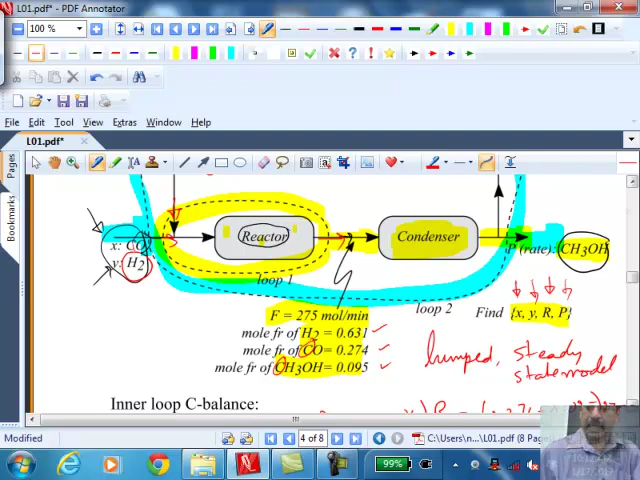 L01.pdf* - PDF Annotator
100 %
File Edit View Extras Window Help
L01.pdf*
Pages
Bookmarks
Reactor
Condenser
x: CO
y: H2
P (rate): CH3OH
loop 1
loop 2
Find {x, y, R, P}
F = 275 mol/min
mole fr of H2 = 0.631
mole fr of CO = 0.274
mole fr of CH3OH = 0.095
lumped, steady
state model
Inner loop C-balance:
Modified
4 of 8
C:\Users\n...\L01.pdf
8 Pages
99%